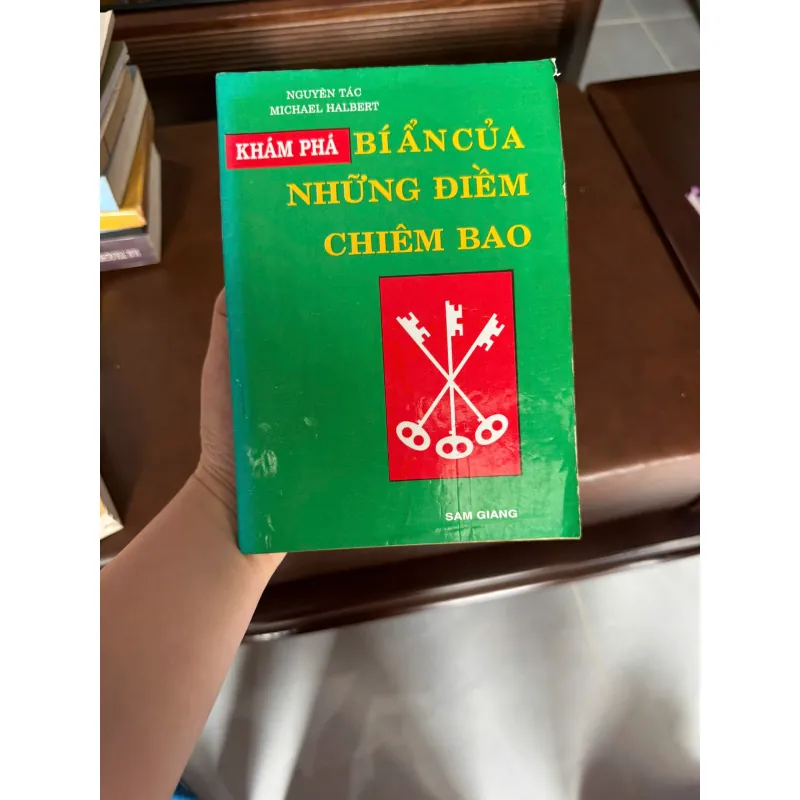 NGUYÊN TÁC
MICHAEL HALBERT
KHÁM PHÁ BÍ ẨN CỦA
NHỮNG ĐIỀM
CHIÊM BAO
SAM GIANG